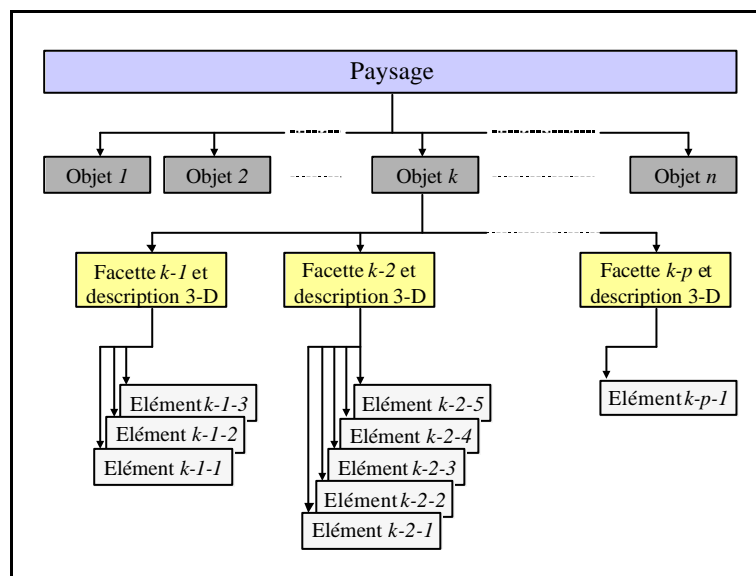 Paysage
Objet 1
Objet 2
Objet k
Objet n
Facette k-1 et
description 3-D
Facette k-2 et
description 3-D
Facette k-p et
description 3-D
Elément k-1-3
Elément k-1-2
Elément k-1-1
Elément k-2-5
Elément k-2-4
Elément k-2-3
Elément k-2-2
Elément k-2-1
Elément k-p-1